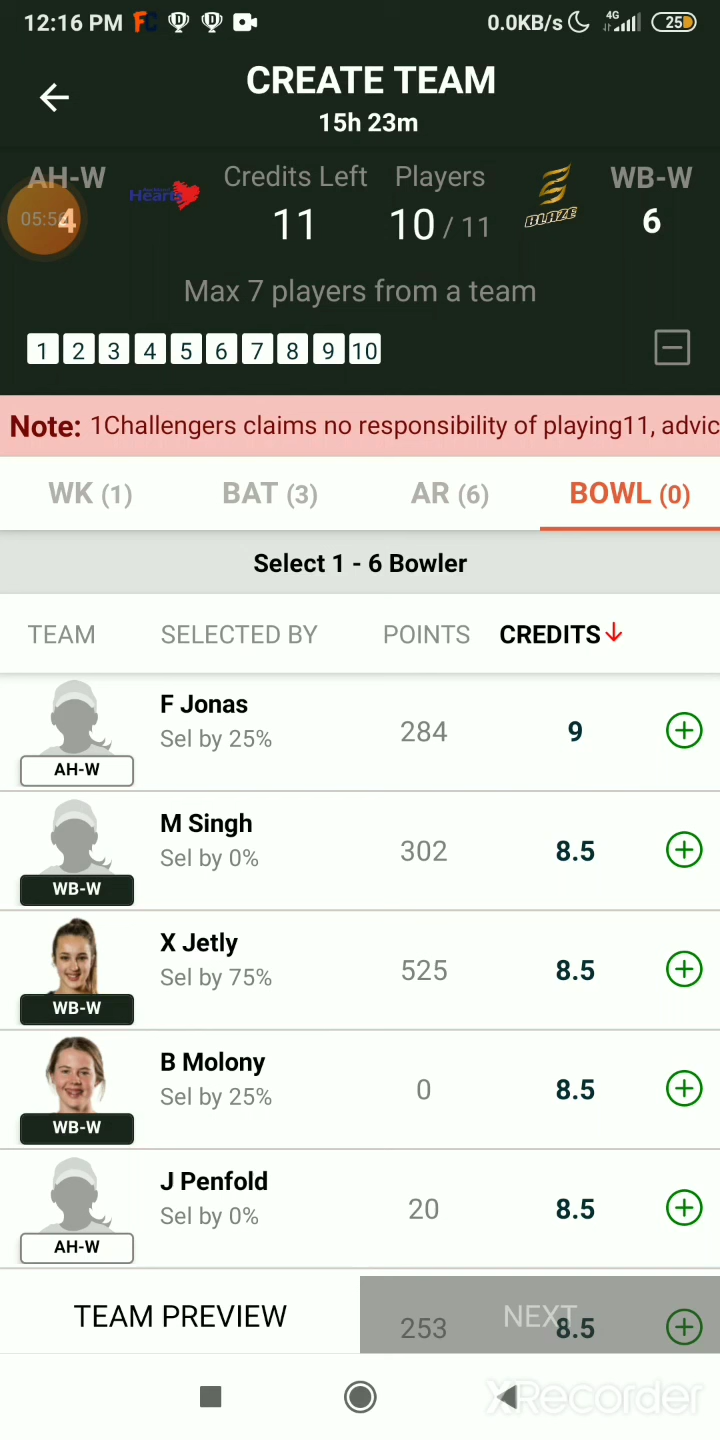 12:16 PM FC D D 0.0KB/s 4G 25
CREATE TEAM
15h 23m
AH-W Hearts Credits Left Players BLAZE WB-W
05:56 4 11 10 / 11 6
Max 7 players from a team
1 2 3 4 5 6 7 8 9 10
Note: 1Challengers claims no responsibility of playing11, advic
WK (1) BAT (3) AR (6) BOWL (0)
Select 1 - 6 Bowler
TEAM SELECTED BY POINTS CREDITS
F Jonas
Sel by 25% 284 9
AH-W
M Singh
Sel by 0% 302 8.5
WB-W
X Jetly
Sel by 75% 525 8.5
WB-W
B Molony
Sel by 25% 0 8.5
WB-W
J Penfold
Sel by 0% 20 8.5
AH-W
TEAM PREVIEW 253 NEXT 8.5
XRecorder